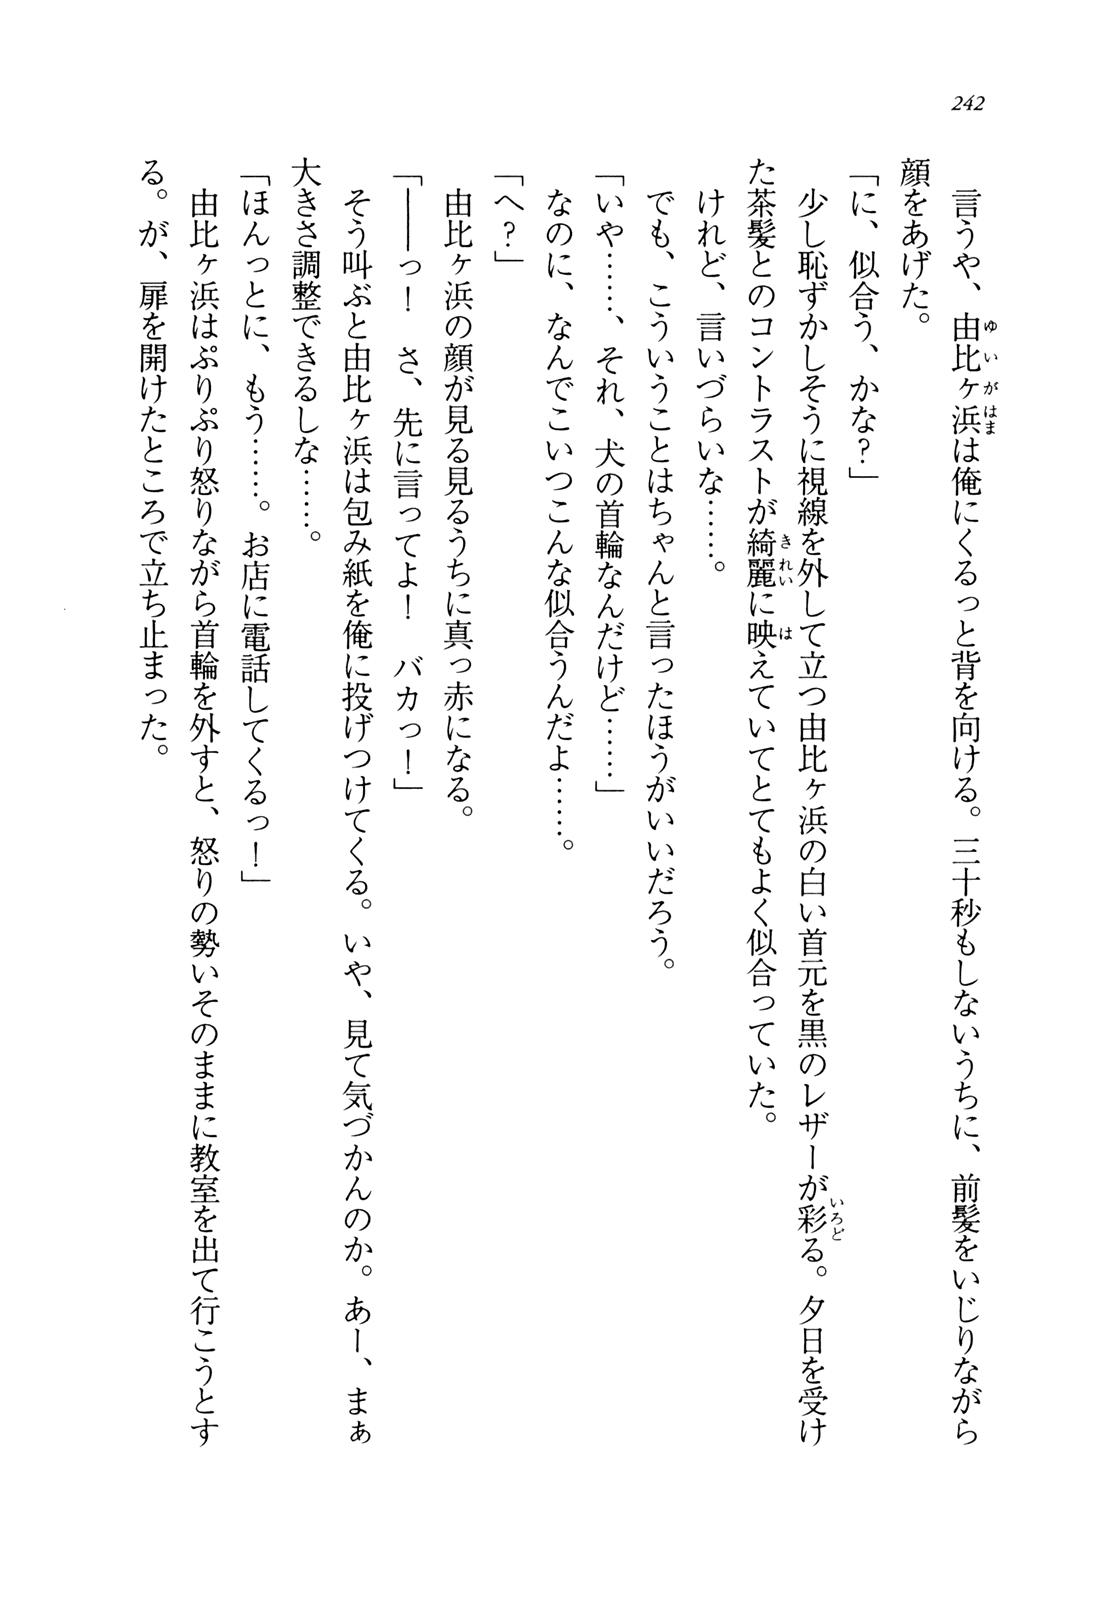 242
言うや、由比ヶ浜は俺にくるっと背を向ける。三十秒もしないうちに、前髪をいじりながら
顔をあげた。
「に、似合う、かな？」
少し恥ずかしそうに視線を外して立つ由比ヶ浜の白い首元を黒のレザーが彩る。夕日を受け
た茶髪とのコントラストが綺麗に映えていてとてもよく似合っていた。
けれど、言いづらいな……。
でも、こういうことはちゃんと言ったほうがいいだろう。
「いや……、それ、犬の首輪なんだけど……」
なのに、なんでこいつこんな似合うんだよ……。
「へ？」
由比ヶ浜の顔が見る見るうちに真っ赤になる。
「――っ！　さ、先に言ってよ！　バカっ！」
そう叫ぶと由比ヶ浜は包み紙を俺に投げつけてくる。いや、見て気づかんのか。あー、まぁ
大きさ調整できるしな……。
「ほんっとに、もう……。お店に電話してくるっ！」
由比ヶ浜はぷりぷり怒りながら首輪を外すと、怒りの勢いそのままに教室を出て行こうとす
る。が、扉を開けたところで立ち止まった。